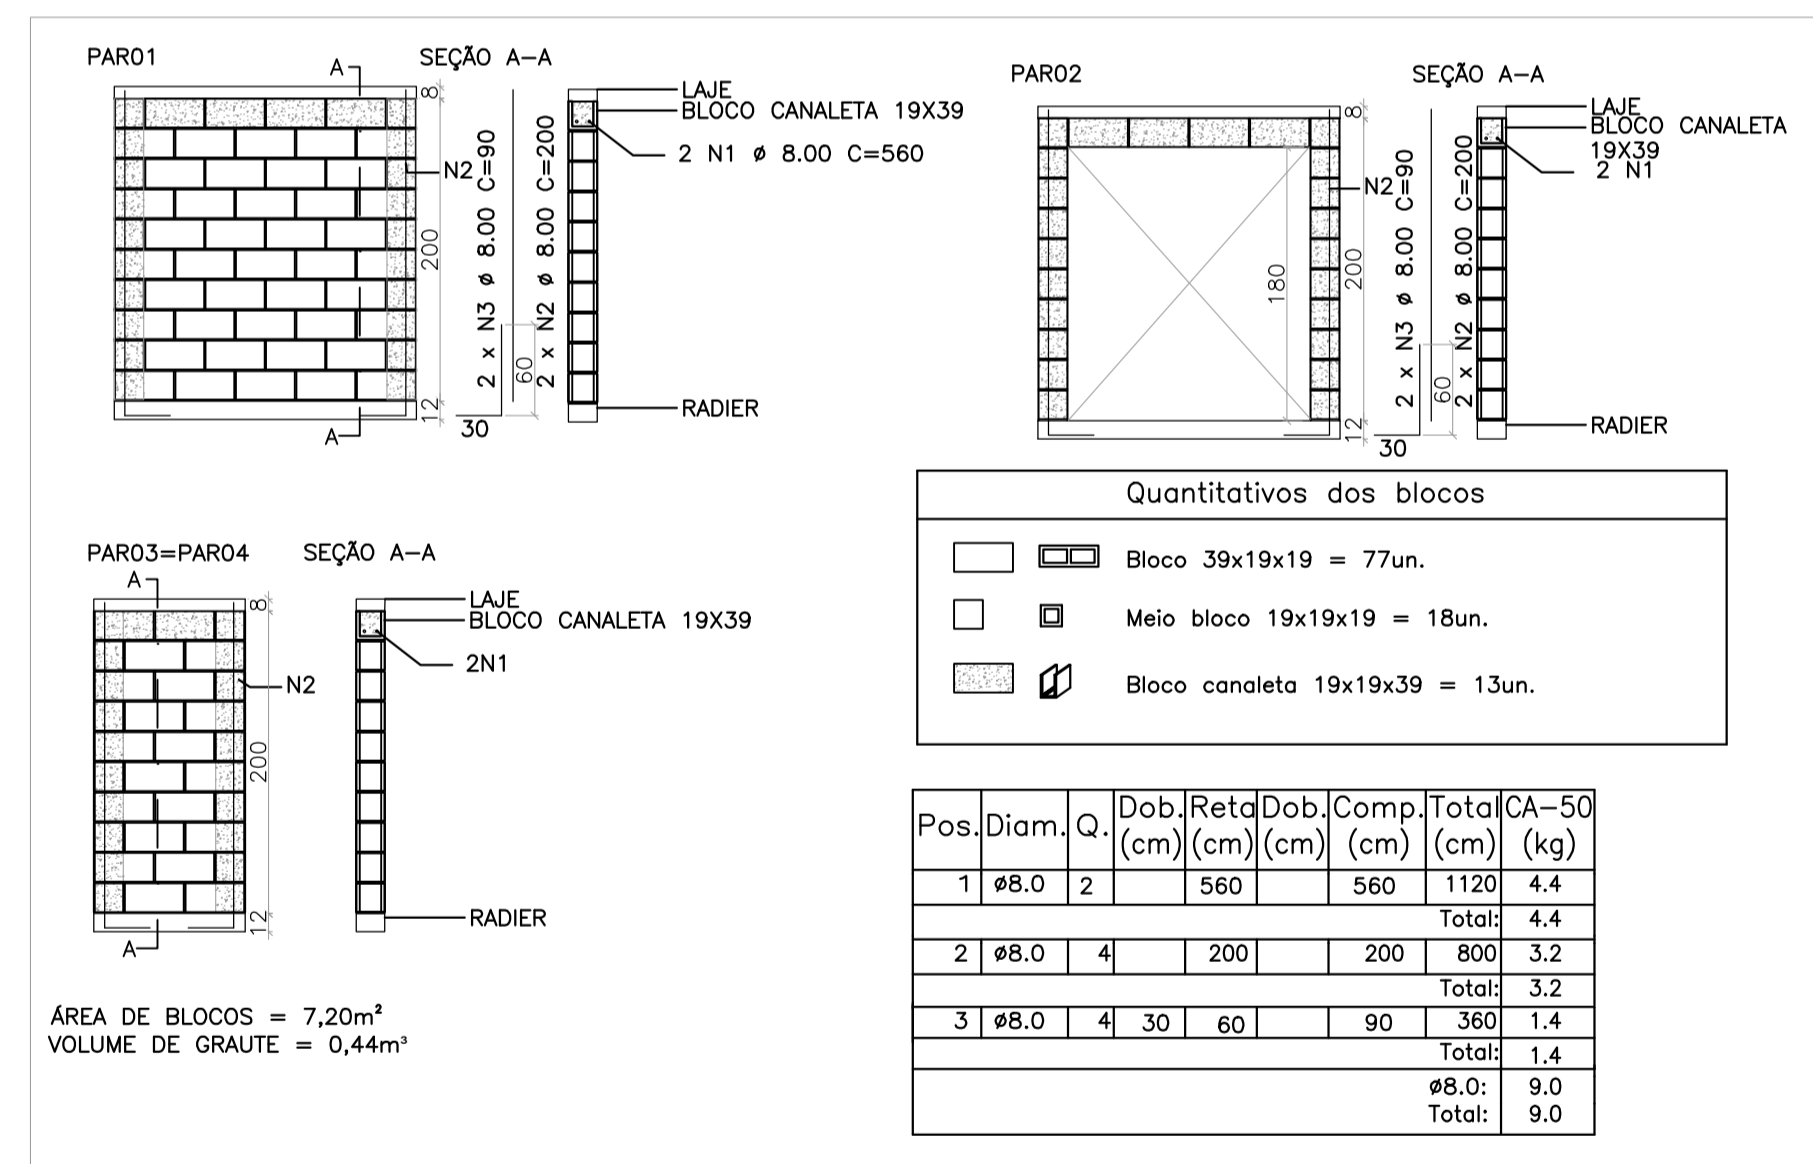 PAR01
SEÇÃO A-A
A
A
8
200
12
N2
2 x N3 ø 8.00 C=90
2 x N2 ø 8.00 C=200
60
30
LAJE
BLOCO CANALETA 19X39
2 N1 ø 8.00 C=560
RADIER
PAR02
SEÇÃO A-A
8
180
200
12
N2
2 x N3 ø 8.00 C=90
2 x N2 ø 8.00 C=200
60
30
LAJE
BLOCO CANALETA
19X39
2 N1
RADIER
PAR03=PAR04
SEÇÃO A-A
A
A
8
200
12
N2
LAJE
BLOCO CANALETA 19X39
2N1
RADIER
ÁREA DE BLOCOS = 7,20m²
VOLUME DE GRAUTE = 0,44m³
Quantitativos dos blocos
Bloco 39x19x19 = 77un.
Meio bloco 19x19x19 = 18un.
Bloco canaleta 19x19x39 = 13un.
Pos. Diam. Q. Dob. (cm) Reta (cm) Dob. (cm) Comp. (cm) Total (cm) CA-50 (kg)
1 ø8.0 2 560 560 1120 4.4
Total: 4.4
2 ø8.0 4 200 200 800 3.2
Total: 3.2
3 ø8.0 4 30 60 90 360 1.4
Total: 1.4
ø8.0: 9.0
Total: 9.0